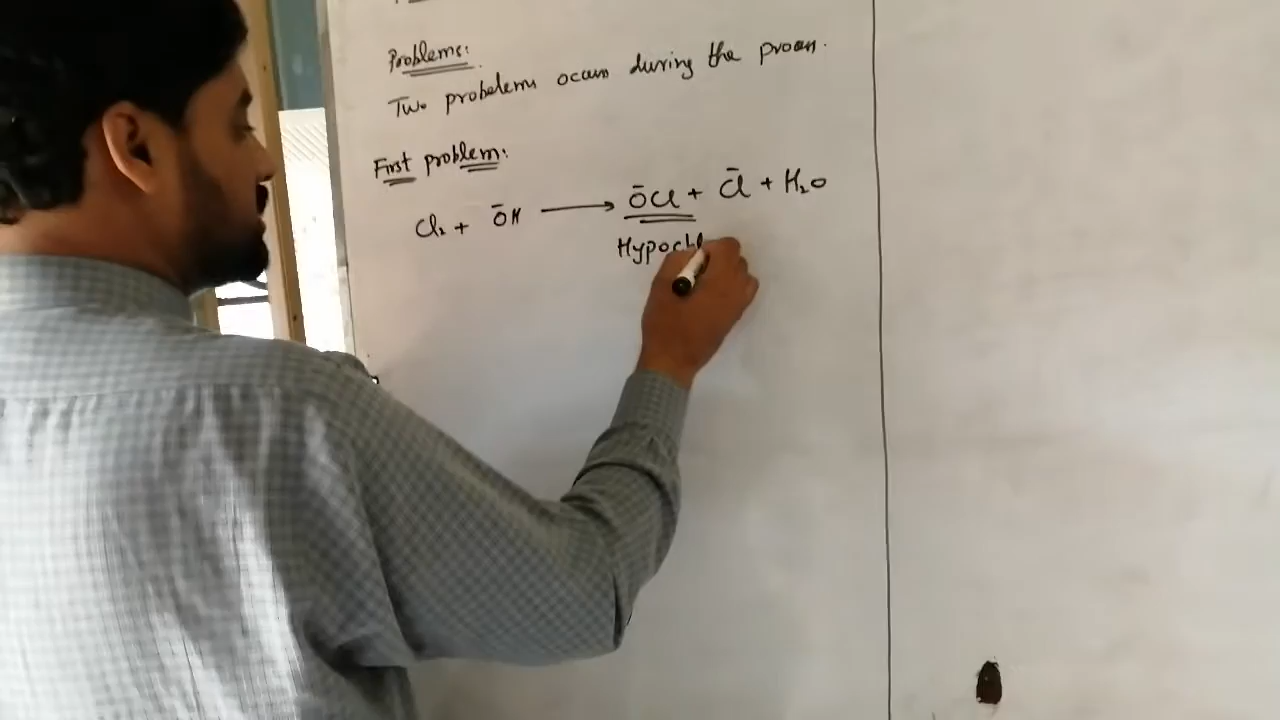 Problems:
Two probelems occurs during the process.
First problem:
Cl₂ + ŌH ⟶ ŌCl + C̄l + H₂O
Hypochl